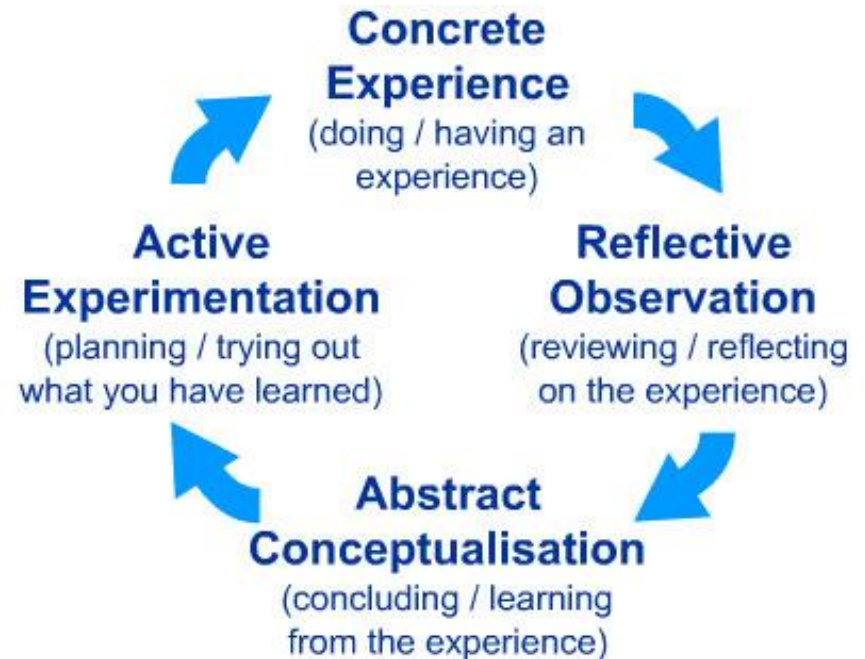 Concrete
Experience
(doing / having an
experience)
Reflective
Observation
(reviewing / reflecting
on the experience)
Abstract
Conceptualisation
(concluding / learning
from the experience)
Active
Experimentation
(planning / trying out
what you have learned)